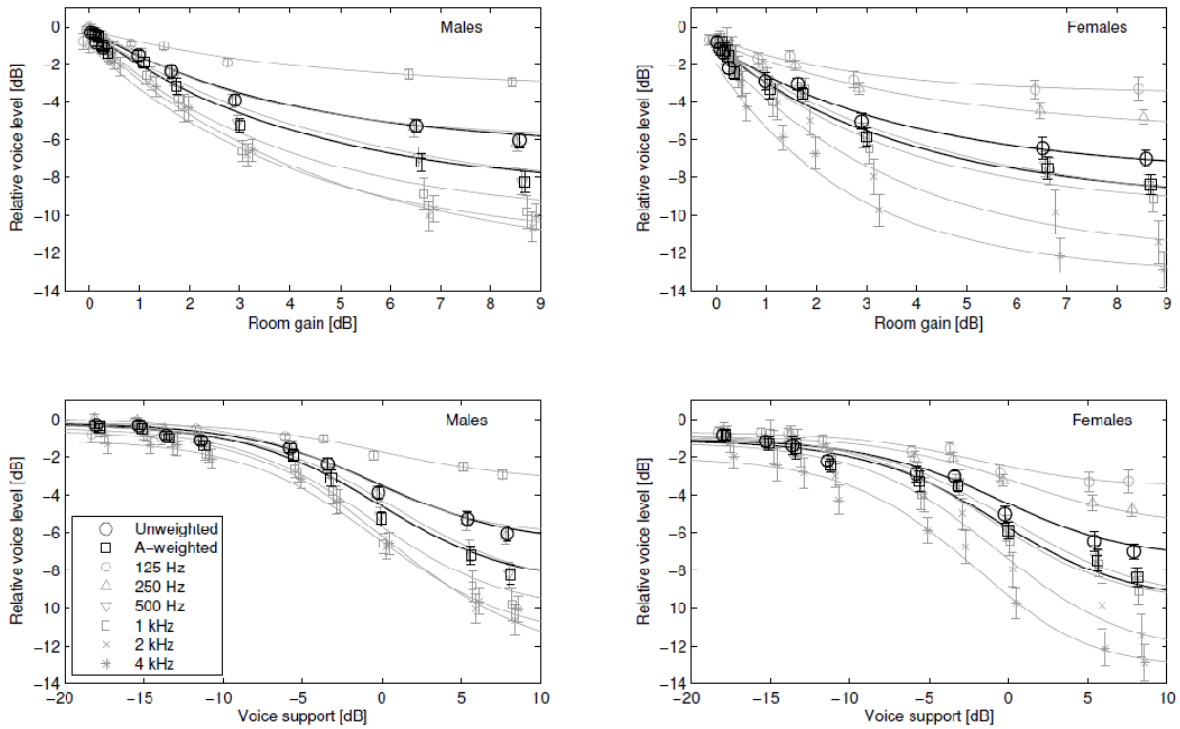 Males
0
−2
−4
−6
−8
−10
−12
−14
Relative voice level [dB]
0 1 2 3 4 5 6 7 8 9
Room gain [dB]
Females
0
−2
−4
−6
−8
−10
−12
−14
Relative voice level [dB]
0 1 2 3 4 5 6 7 8 9
Room gain [dB]
Males
0
−2
−4
−6
−8
−10
−12
−14
Relative voice level [dB]
Unweighted
A−weighted
125 Hz
250 Hz
500 Hz
1 kHz
2 kHz
4 kHz
−20 −15 −10 −5 0 5 10
Voice support [dB]
Females
0
−2
−4
−6
−8
−10
−12
−14
Relative voice level [dB]
−20 −15 −10 −5 0 5 10
Voice support [dB]